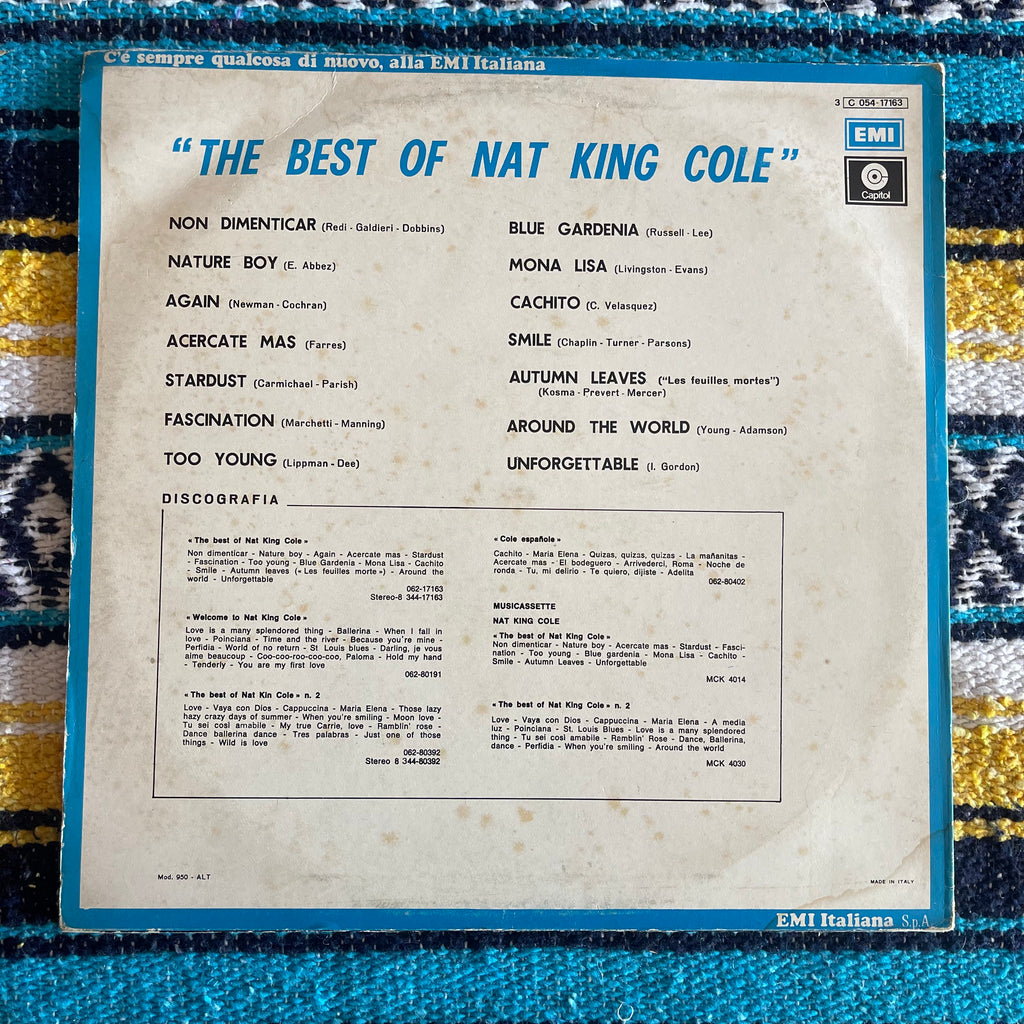 C'è sempre qualcosa di nuovo, alla EMI Italiana
3 C 054-17163
EMI
Capitol
"THE BEST OF NAT KING COLE"
NON DIMENTICAR (Redi - Galdieri - Dobbins)
NATURE BOY (E. Abbez)
AGAIN (Newman - Cochran)
ACERCATE MAS (Farres)
STARDUST (Carmichael - Parish)
FASCINATION (Marchetti - Manning)
TOO YOUNG (Lippman - Dee)
BLUE GARDENIA (Russell - Lee)
MONA LISA (Livingston - Evans)
CACHITO (C. Velasquez)
SMILE (Chaplin - Turner - Parsons)
AUTUMN LEAVES ("Les feuilles mortes")
(Kosma - Prevert - Mercer)
AROUND THE WORLD (Young - Adamson)
UNFORGETTABLE (I. Gordon)
DISCOGRAFIA
« The best of Nat King Cole »
Non dimenticar - Nature boy - Again - Acercate mas - Stardust
- Fascination - Too young - Blue Gardenia - Mona Lisa - Cachito
- Smile - Autumn leaves (« Les feuilles morte ») - Around the
world - Unforgettable
062-17163
Stereo-8 344-17163
« Welcome to Nat King Cole »
Love is a many splendored thing - Ballerina - When I fall in
love - Poinciana - Time and the river - Because you're mine -
Perfidia - World of no return - St. Louis blues - Darling, je vous
aime beaucoup - Coo-coo-roo-coo-coo, Paloma - Hold my hand
- Tenderly - You are my first love
062-80191
« The best of Nat Kin Cole » n. 2
Love - Vaya con Dios - Cappuccina - Maria Elena - Those lazy
hazy crazy days of summer - When you're smiling - Moon love -
Tu sei così amabile - My true Carrie, love - Ramblin' rose -
Dance ballerina dance - Tres palabras - Just one of those
things - Wild is love
062-80392
Stereo 8 344-80392
« Cole española »
Cachito - Maria Elena - Quizas, quizas, quizas - La mañanitas -
Acercate mas - El bodeguero - Arrivederci, Roma - Noche de
ronda - Tu, mi delirio - Te quiero, dijiste - Adelita
062-80402
MUSICASSETTE
NAT KING COLE
« The best of Nat King Cole »
Non dimenticar - Nature boy - Acercate mas - Stardust - Fasci-
nation - Too young - Blue gardenia - Mona Lisa - Cachito -
Smile - Autumn Leaves - Unforgettable
MCK 4014
« The best of Nat King Cole » n. 2
Love - Vaya con Dios - Cappuccina - Maria Elena - A media
luz - Poinciana - St. Louis Blues - Love is a many splendored
thing - Tu sei così amabile - Ramblin' Rose - Dance, Ballerina,
dance - Perfidia - When you're smiling - Around the world
MCK 4030
Mod. 950 - ALT
MADE IN ITALY
EMI Italiana S.p.A.